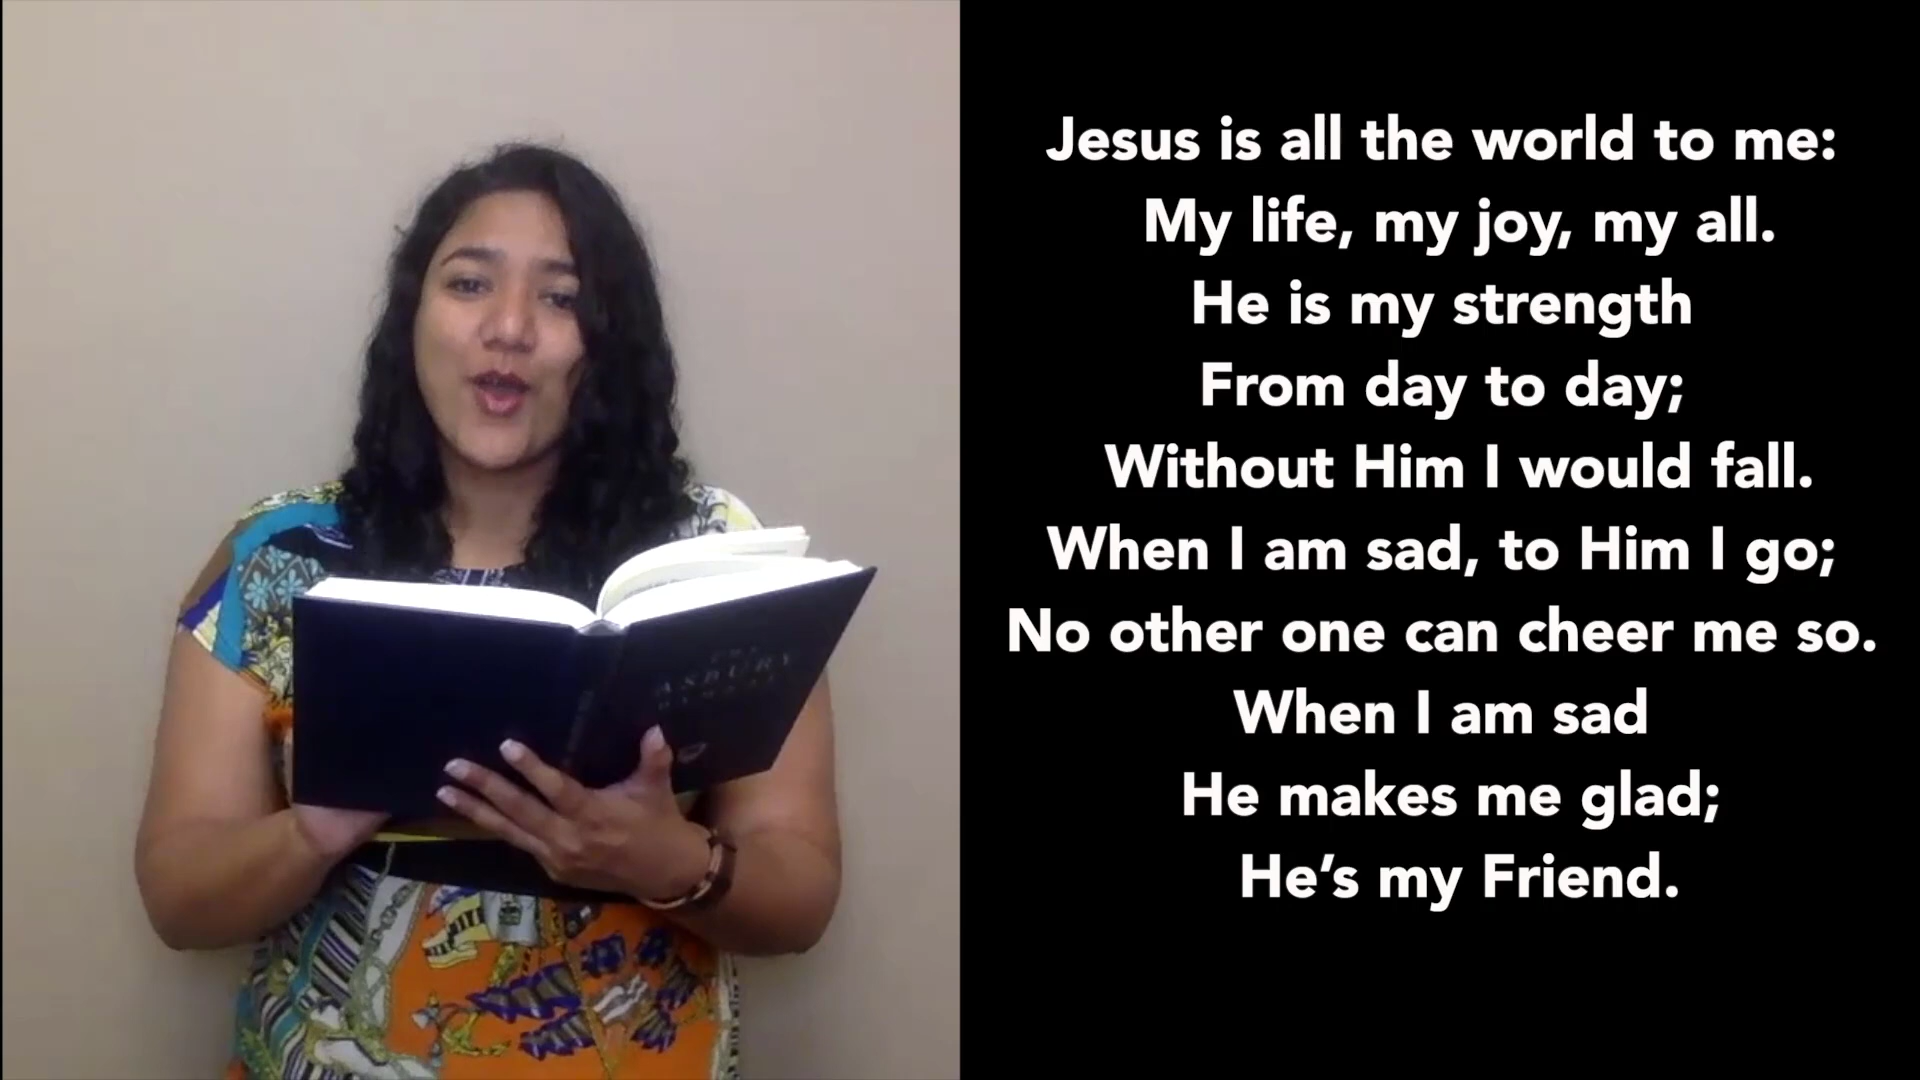 Jesus is all the world to me:
My life, my joy, my all.
He is my strength
From day to day;
Without Him I would fall.
When I am sad, to Him I go;
No other one can cheer me so.
When I am sad
He makes me glad;
He’s my Friend.
ASBURY